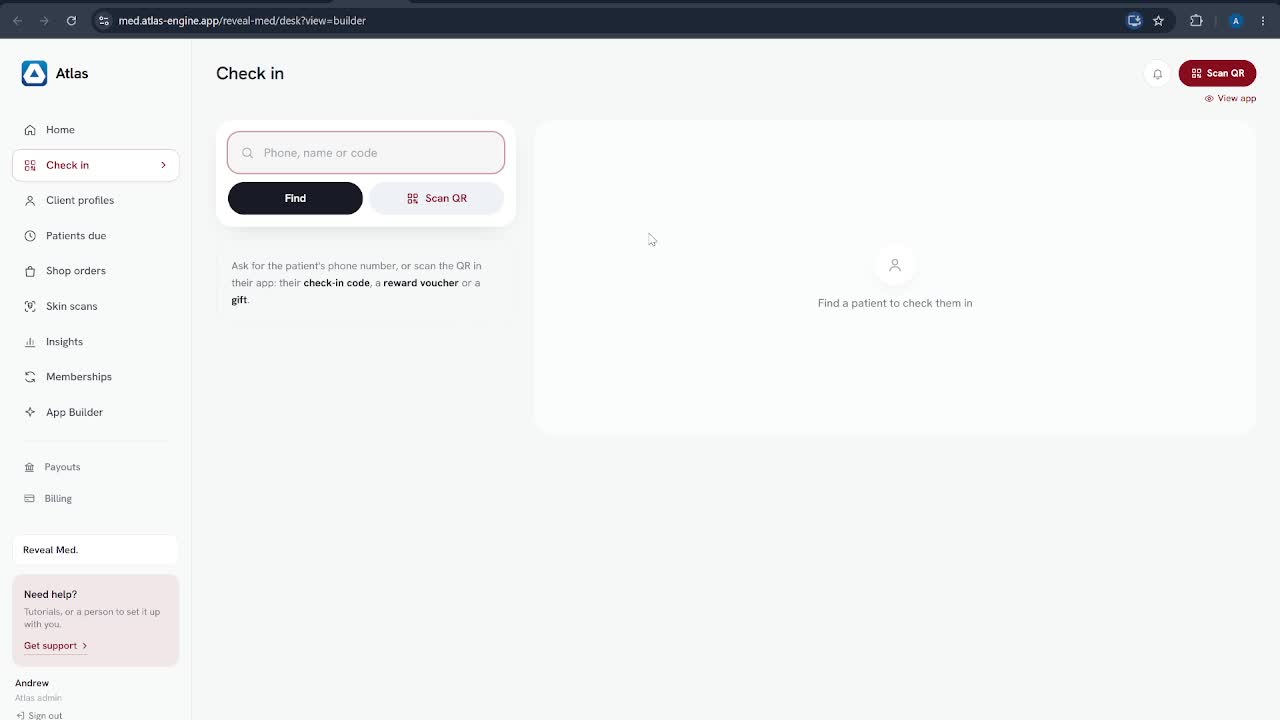 med.atlas-engine.app/reveal-med/desk?view=builder
A
Atlas
Check in
Scan QR
View app
Home
Check in
Client profiles
Patients due
Shop orders
Skin scans
Insights
Memberships
App Builder
Payouts
Billing
Reveal Med.
Need help?
Tutorials, or a person to set it up
with you.
Get support
Andrew
Atlas admin
Sign out
Phone, name or code
Find
Scan QR
Ask for the patient's phone number, or scan the QR in
their app: their check-in code, a reward voucher or a
gift.
Find a patient to check them in